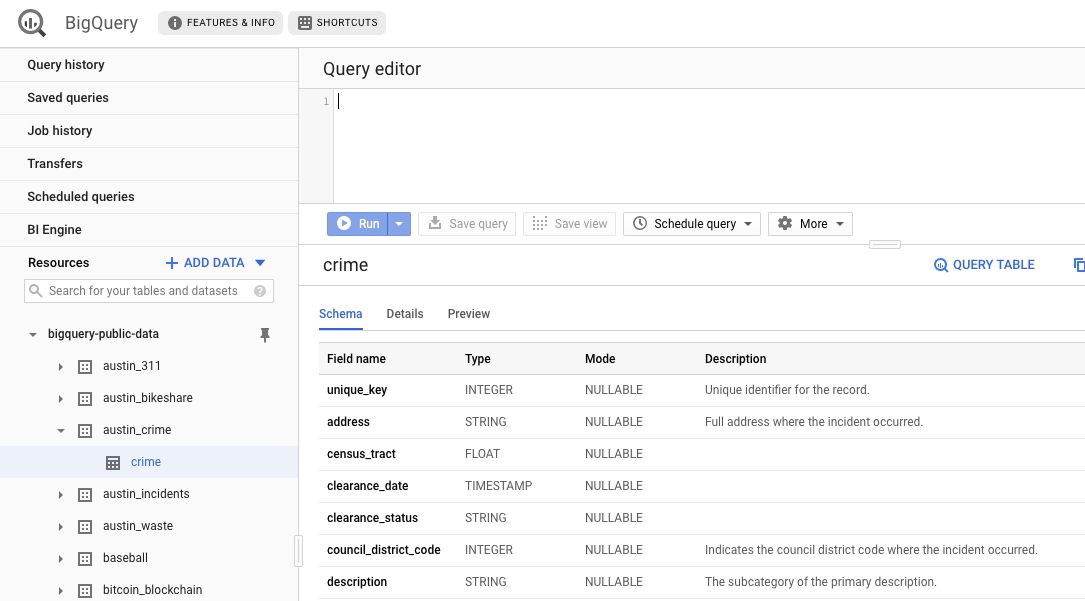 BigQuery
FEATURES & INFO
SHORTCUTS
Query history
Saved queries
Job history
Transfers
Scheduled queries
BI Engine
Resources
ADD DATA
Search for your tables and datasets
bigquery-public-data
austin_311
austin_bikeshare
austin_crime
crime
austin_incidents
austin_waste
baseball
bitcoin_blockchain
Query editor
1
Run Save query Save view Schedule query More
crime QUERY TABLE
Schema Details Preview
Field name Type Mode Description
unique_key INTEGER NULLABLE Unique identifier for the record.
address STRING NULLABLE Full address where the incident occurred.
census_tract FLOAT NULLABLE
clearance_date TIMESTAMP NULLABLE
clearance_status STRING NULLABLE
council_district_code INTEGER NULLABLE Indicates the council district code where the incident occurred.
description STRING NULLABLE The subcategory of the primary description.